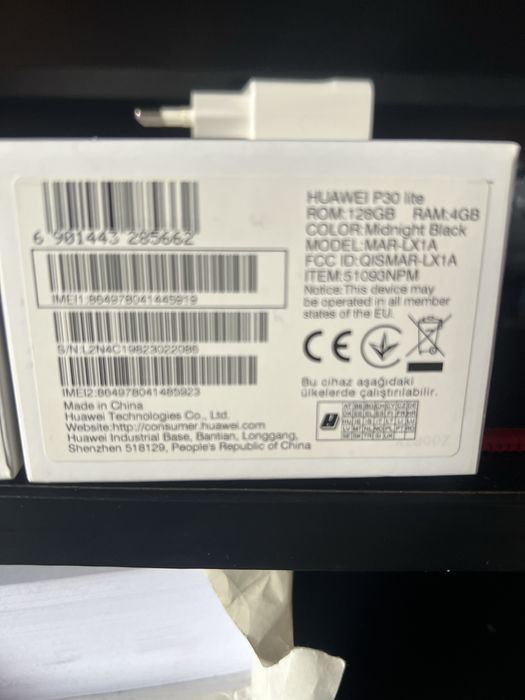 6 901443 285662
IMEI1:864978041445919
S/N:L2N4C19823022086
IMEI2:864978041485923
Made in China
Huawei Technologies Co., Ltd.
Website:http://consumer.huawei.com
Huawei Industrial Base, Bantian, Longgang,
Shenzhen 518129, People's Republic of China
HUAWEI P30 lite
ROM:128GB RAM:4GB
COLOR:Midnight Black
MODEL:MAR-LX1A
FCC ID:QISMAR-LX1A
ITEM:51093NPM
Notice:This device may
be operated in all member
states of the EU.
CE
Bu cihaz aşağıdaki
ülkelerde çalıştırılabilir.